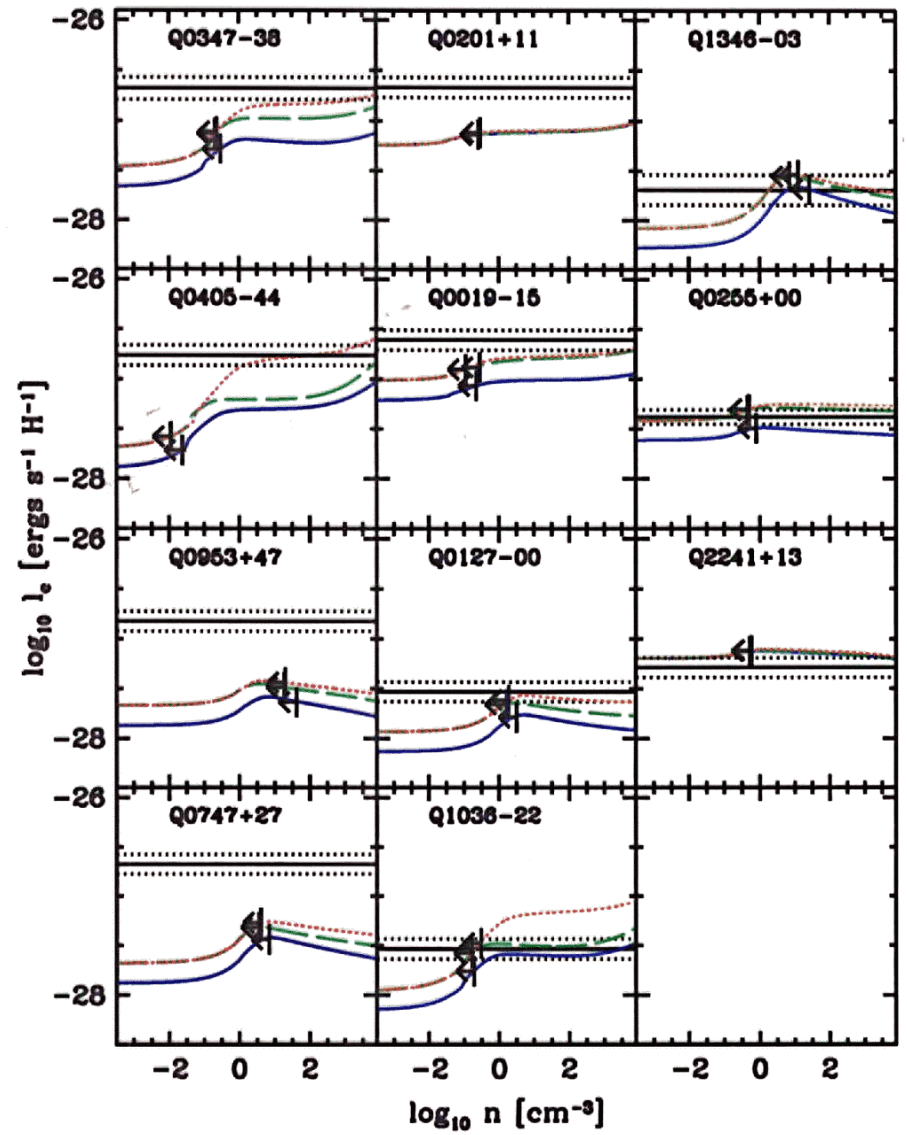 -26
Q0347-38
Q0201+11
Q1346-03
-28
-26
Q0405-44
Q0019-15
Q0255+00
-28
log₁₀ l_c [ergs s⁻¹ H⁻¹]
-26
Q0953+47
Q0127-00
Q2241+13
-28
-26
Q0747+27
Q1036-22
-28
-2 0 2 -2 0 2 -2 0 2
log₁₀ n [cm⁻³]